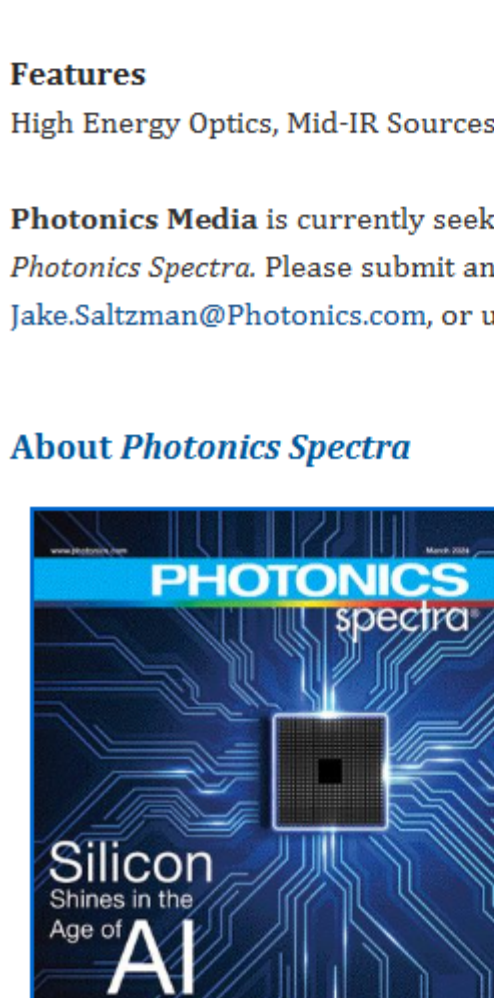 Features
High Energy Optics, Mid-IR Sources
Photonics Media is currently seek
Photonics Spectra. Please submit an
Jake.Saltzman@Photonics.com, or u
About Photonics Spectra
www.photonics.com March 2024
PHOTONICS
spectra®
Silicon
Shines in the
Age of AI